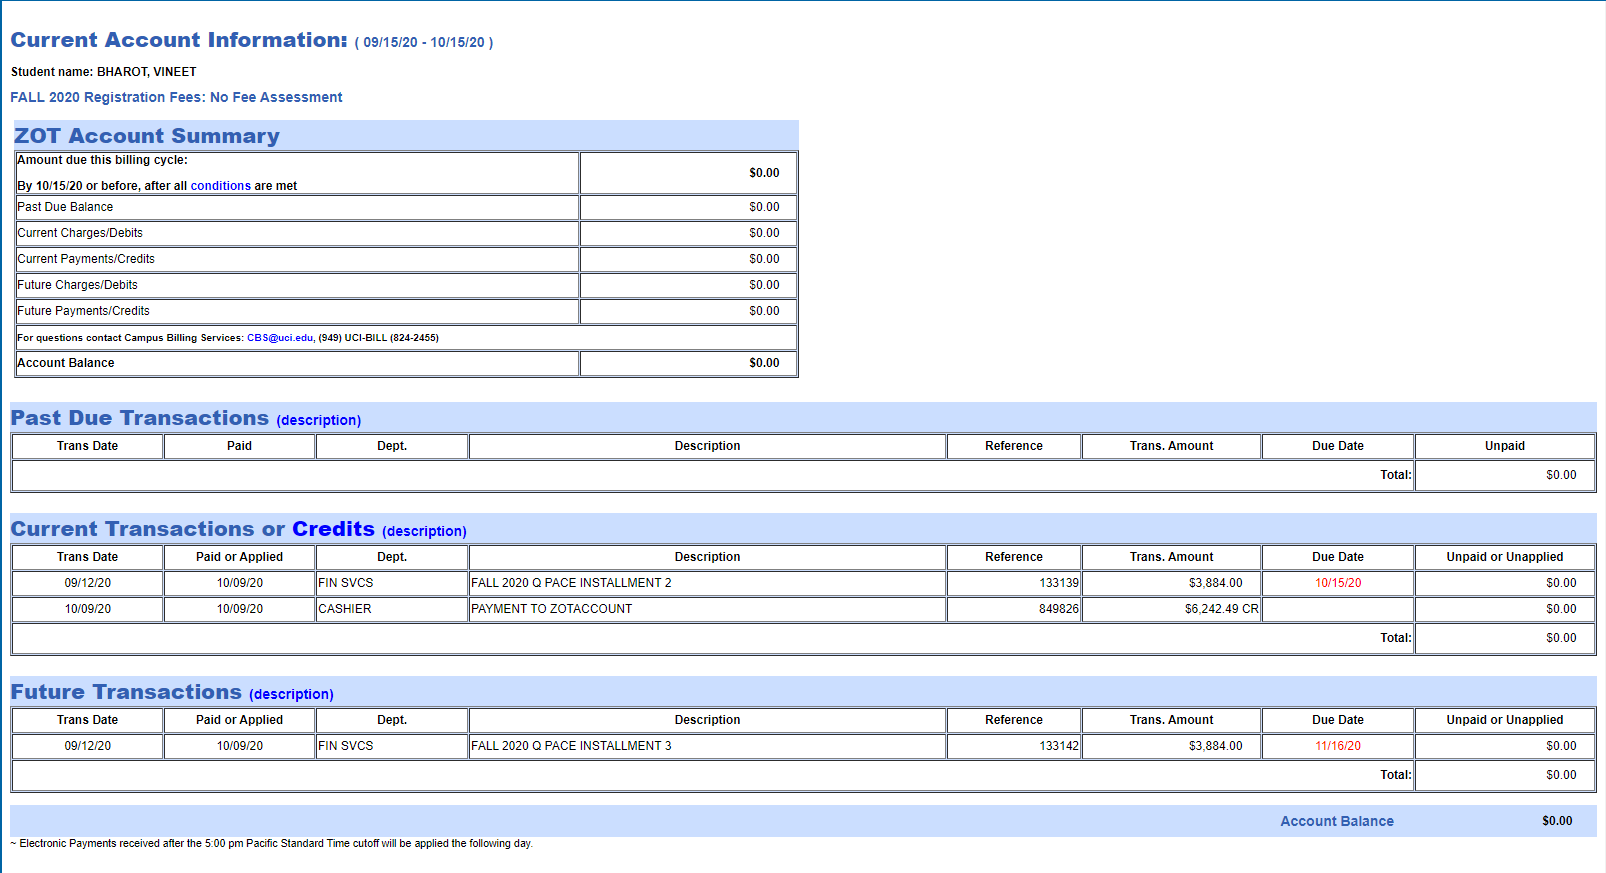 Current Account Information: ( 09/15/20 - 10/15/20 )
Student name: BHAROT, VINEET
FALL 2020 Registration Fees: No Fee Assessment
ZOT Account Summary
Amount due this billing cycle:
By 10/15/20 or before, after all conditions are met $0.00
Past Due Balance $0.00
Current Charges/Debits $0.00
Current Payments/Credits $0.00
Future Charges/Debits $0.00
Future Payments/Credits $0.00
For questions contact Campus Billing Services: CBS@uci.edu, (949) UCI-BILL (824-2455)
Account Balance $0.00
Past Due Transactions (description)
Trans Date Paid Dept. Description Reference Trans. Amount Due Date Unpaid
Total: $0.00
Current Transactions or Credits (description)
Trans Date Paid or Applied Dept. Description Reference Trans. Amount Due Date Unpaid or Unapplied
09/12/20 10/09/20 FIN SVCS FALL 2020 Q PACE INSTALLMENT 2 133139 $3,884.00 10/15/20 $0.00
10/09/20 10/09/20 CASHIER PAYMENT TO ZOTACCOUNT 849826 $6,242.49 CR $0.00
Total: $0.00
Future Transactions (description)
Trans Date Paid or Applied Dept. Description Reference Trans. Amount Due Date Unpaid or Unapplied
09/12/20 10/09/20 FIN SVCS FALL 2020 Q PACE INSTALLMENT 3 133142 $3,884.00 11/16/20 $0.00
Total: $0.00
Account Balance $0.00
~ Electronic Payments received after the 5:00 pm Pacific Standard Time cutoff will be applied the following day.